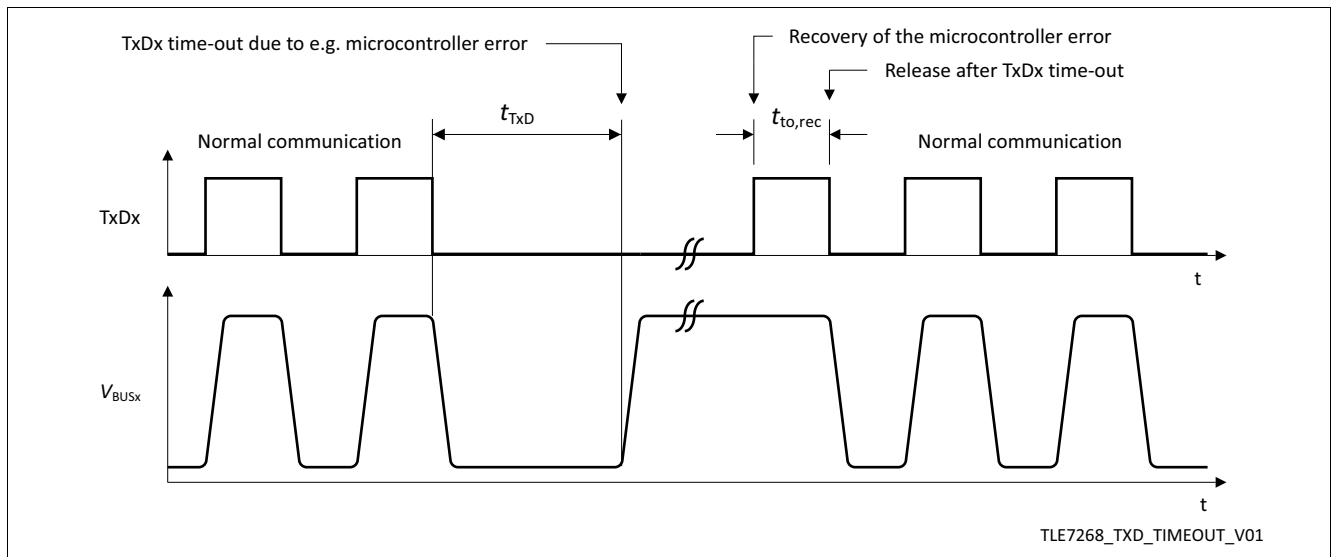 TxDx time-out due to e.g. microcontroller error
Recovery of the microcontroller error
Release after TxDx time-out
tTxD
tto,rec
Normal communication
Normal communication
TxDx
t
VBUSx
t
TLE7268_TXD_TIMEOUT_V01